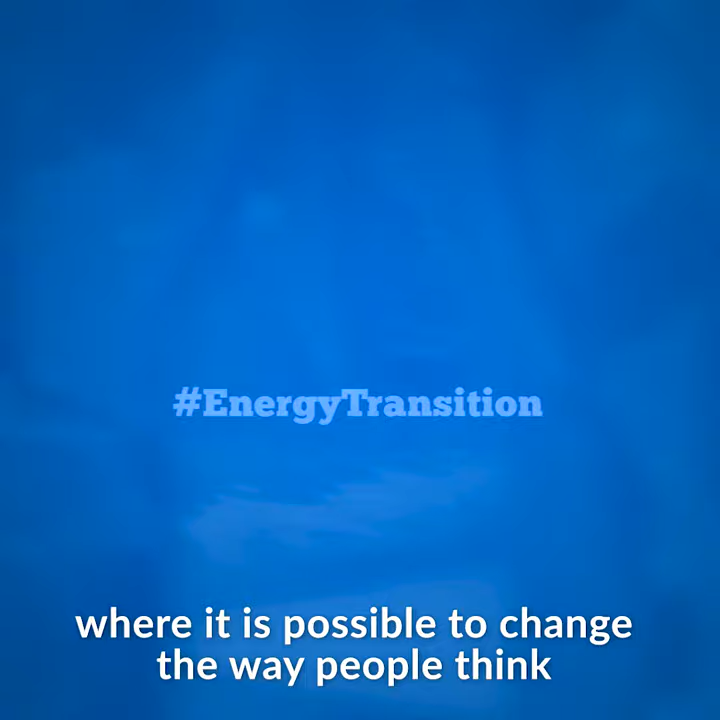 #EnergyTransition
where it is possible to change
the way people think